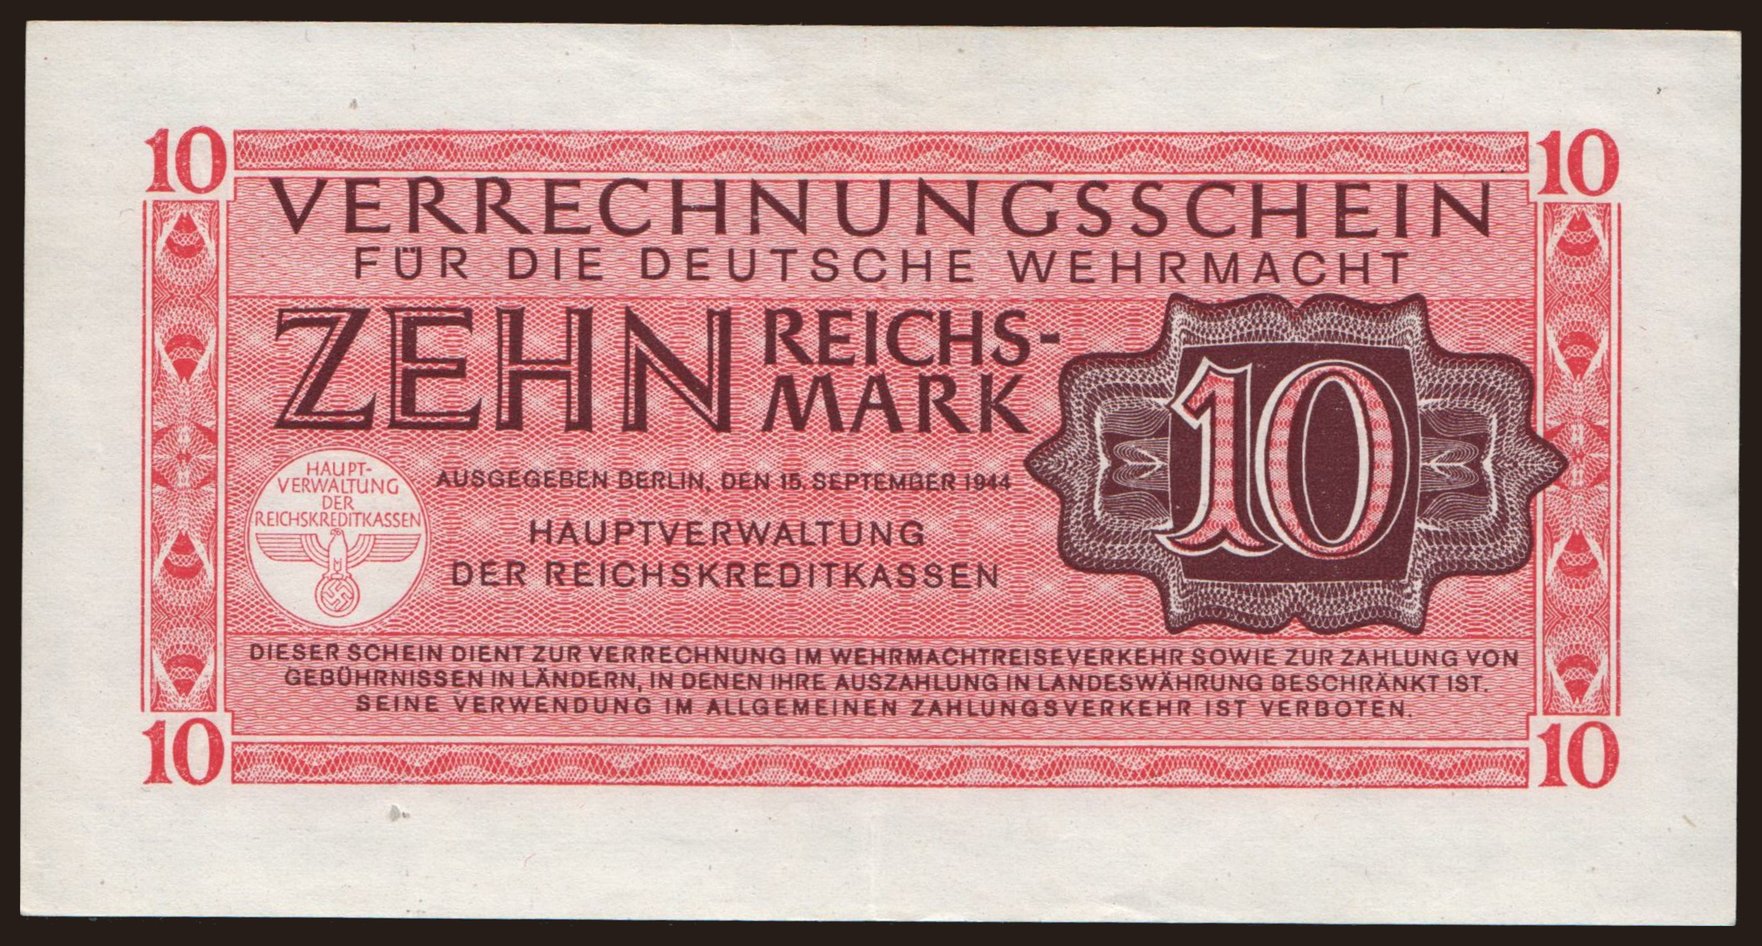 10
10
VERRECHNUNGSSCHEIN
FÜR DIE DEUTSCHE WEHRMACHT
ZEHN REICHS-
MARK
10
HAUPT-
VERWALTUNG
DER
REICHSKREDITKASSEN
AUSGEGEBEN BERLIN, DEN 15. SEPTEMBER 1944
HAUPTVERWALTUNG
DER REICHSKREDITKASSEN
DIESER SCHEIN DIENT ZUR VERRECHNUNG IM WEHRMACHTREISEVERKEHR SOWIE ZUR ZAHLUNG VON
GEBÜHRNISSEN IN LÄNDERN, IN DENEN IHRE AUSZAHLUNG IN LANDESWÄHRUNG BESCHRÄNKT IST.
SEINE VERWENDUNG IM ALLGEMEINEN ZAHLUNGSVERKEHR IST VERBOTEN.
10
10